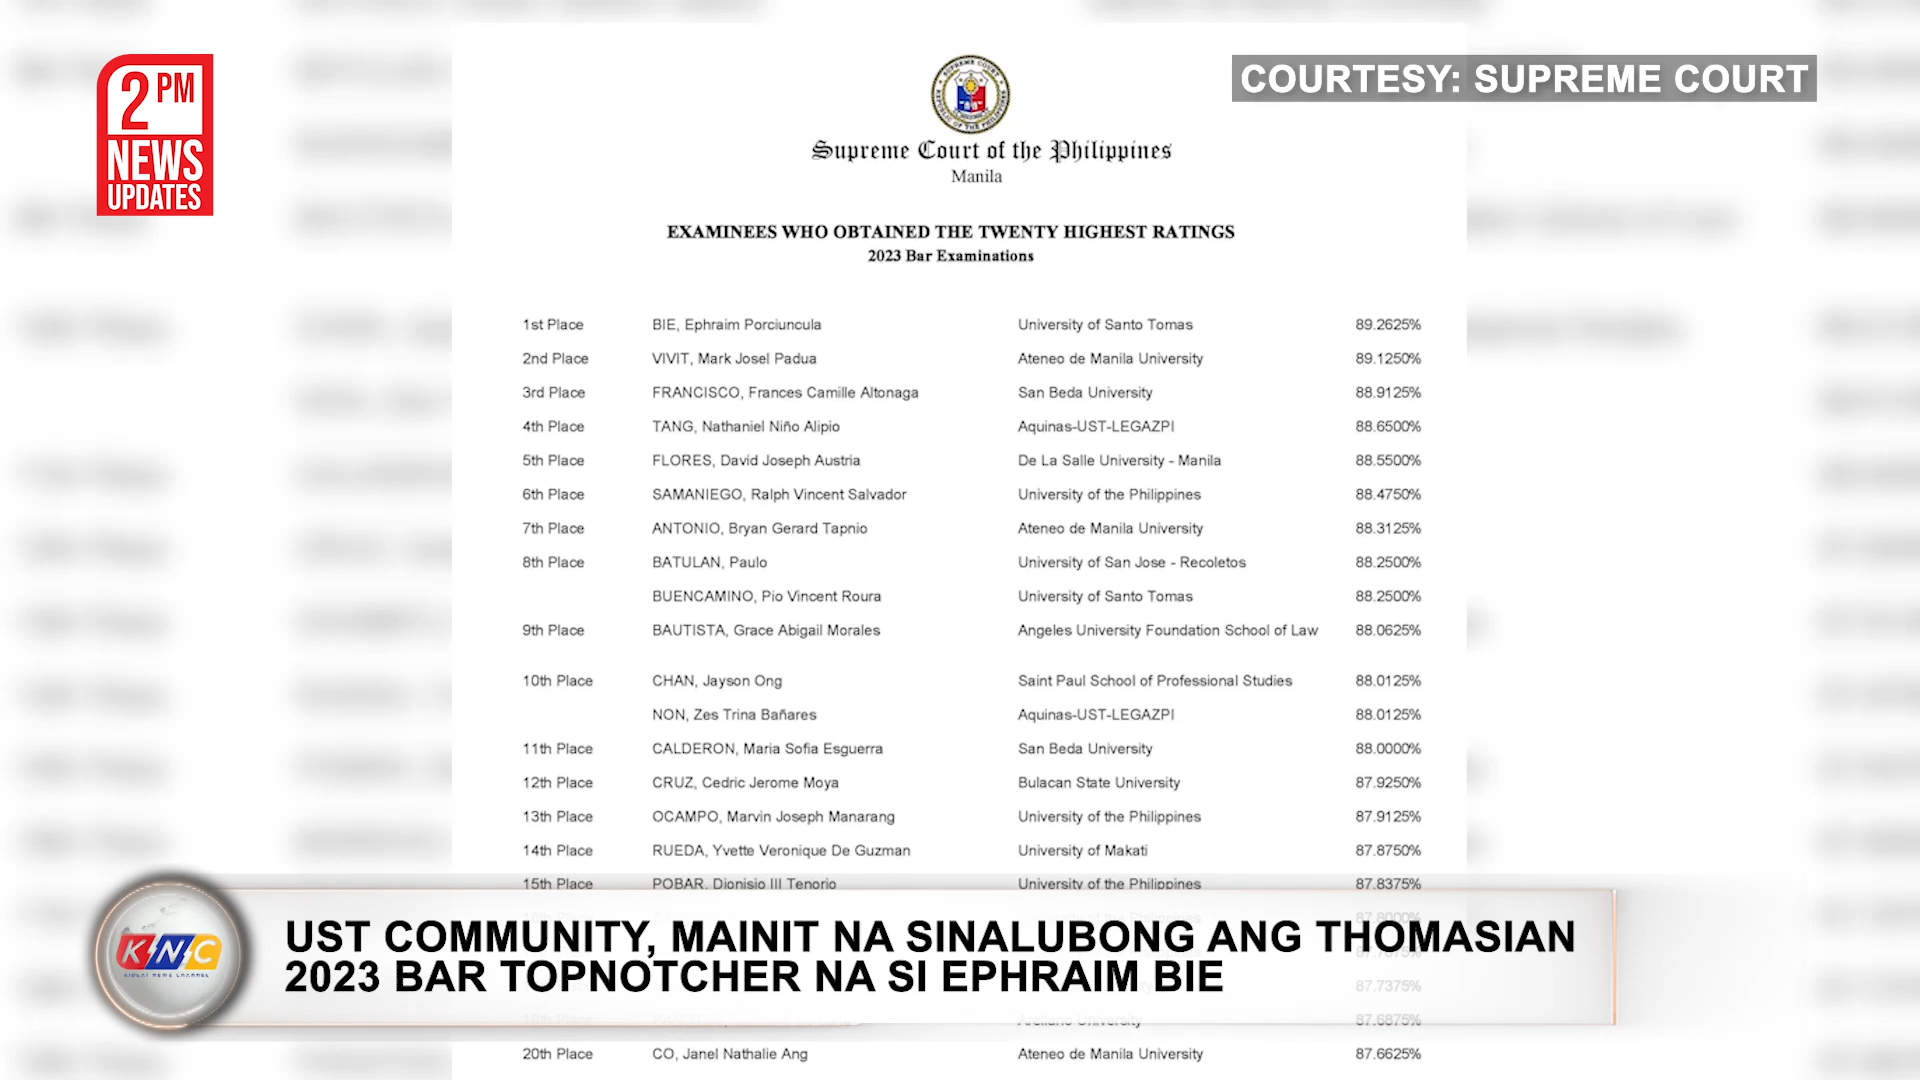 2 PM
NEWS
UPDATES
COURTESY: SUPREME COURT
Supreme Court of the Philippines
Manila
EXAMINEES WHO OBTAINED THE TWENTY HIGHEST RATINGS
2023 Bar Examinations
1st Place BIE, Ephraim Porciuncula University of Santo Tomas 89.2625%
2nd Place VIVIT, Mark Josel Padua Ateneo de Manila University 89.1250%
3rd Place FRANCISCO, Frances Camille Altonaga San Beda University 88.9125%
4th Place TANG, Nathaniel Niño Alipio Aquinas-UST-LEGAZPI 88.6500%
5th Place FLORES, David Joseph Austria De La Salle University - Manila 88.5500%
6th Place SAMANIEGO, Ralph Vincent Salvador University of the Philippines 88.4750%
7th Place ANTONIO, Bryan Gerard Tapnio Ateneo de Manila University 88.3125%
8th Place BATULAN, Paulo University of San Jose - Recoletos 88.2500%
BUENCAMINO, Pio Vincent Roura University of Santo Tomas 88.2500%
9th Place BAUTISTA, Grace Abigail Morales Angeles University Foundation School of Law 88.0625%
10th Place CHAN, Jayson Ong Saint Paul School of Professional Studies 88.0125%
NON, Zes Trina Bañares Aquinas-UST-LEGAZPI 88.0125%
11th Place CALDERON, Maria Sofia Esguerra San Beda University 88.0000%
12th Place CRUZ, Cedric Jerome Moya Bulacan State University 87.9250%
13th Place OCAMPO, Marvin Joseph Manarang University of the Philippines 87.9125%
14th Place RUEDA, Yvette Veronique De Guzman University of Makati 87.8750%
15th Place POBAR, Dionisio III Tenorio University of the Philippines 87.8375%
87.8000%
KNC
UST COMMUNITY, MAINIT NA SINALUBONG ANG THOMASIAN
2023 BAR TOPNOTCHER NA SI EPHRAIM BIE
87.7375%
Arellano University 87.6875%
20th Place CO, Janel Nathalie Ang Ateneo de Manila University 87.6625%